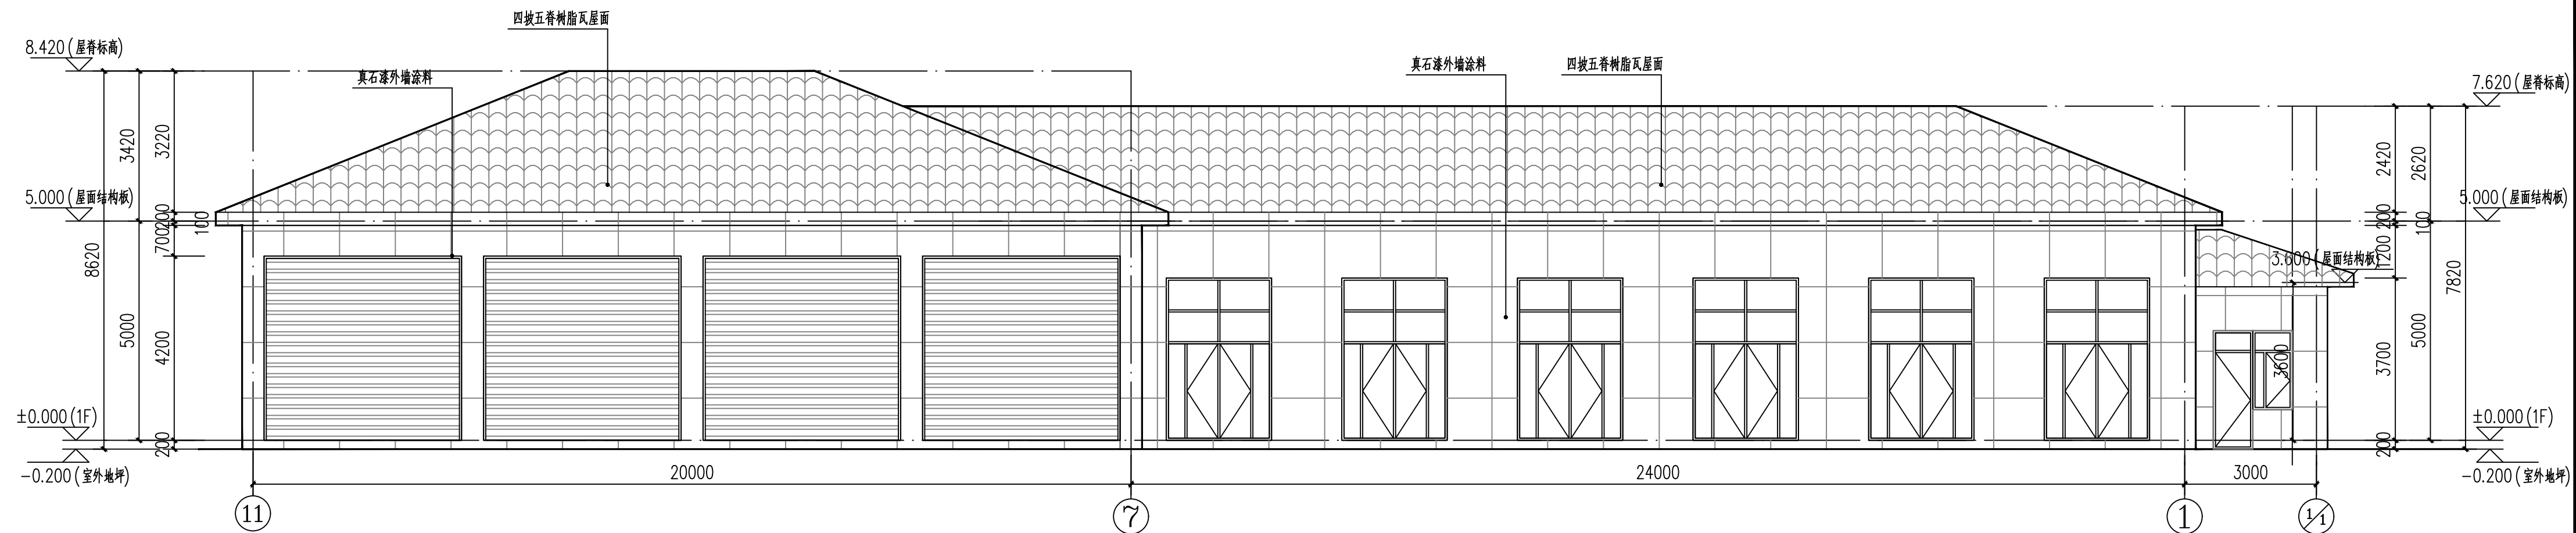 四坡五脊树脂瓦屋面
8.420(屋脊标高)
真石漆外墙涂料
真石漆外墙涂料
四坡五脊树脂瓦屋面
7.620(屋脊标高)
3420
3220
2420
2620
5.000(屋面结构板)
5.000(屋面结构板)
200
100
700
200
100
1200
3.600(屋面结构板)
8620
5000
4200
3600
3700
5000
7820
±0.000(1F)
±0.000(1F)
200
200
-0.200(室外地坪)
-0.200(室外地坪)
20000
24000
3000
11
7
1
1/1